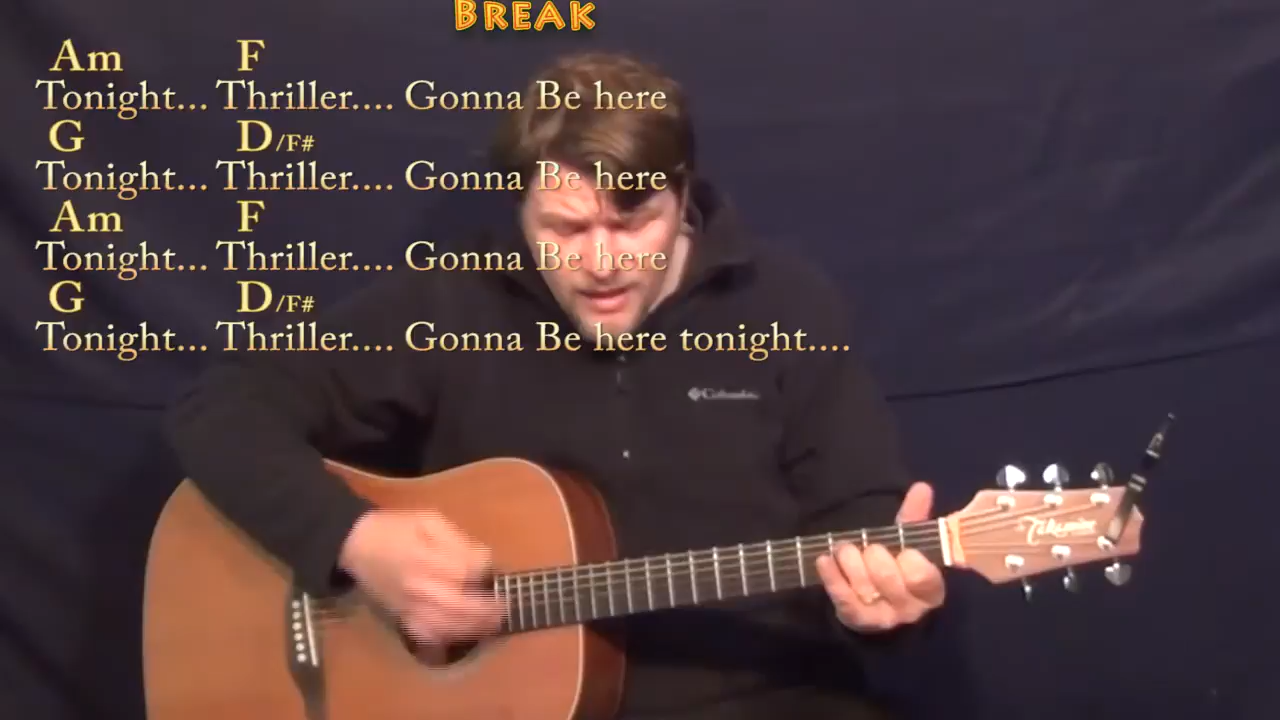 BREAK
Am F
Tonight... Thriller.... Gonna Be here
G D/F#
Tonight... Thriller.... Gonna Be here
Am F
Tonight... Thriller.... Gonna Be here
G D/F#
Tonight... Thriller.... Gonna Be here tonight....
Columbia
Takamine